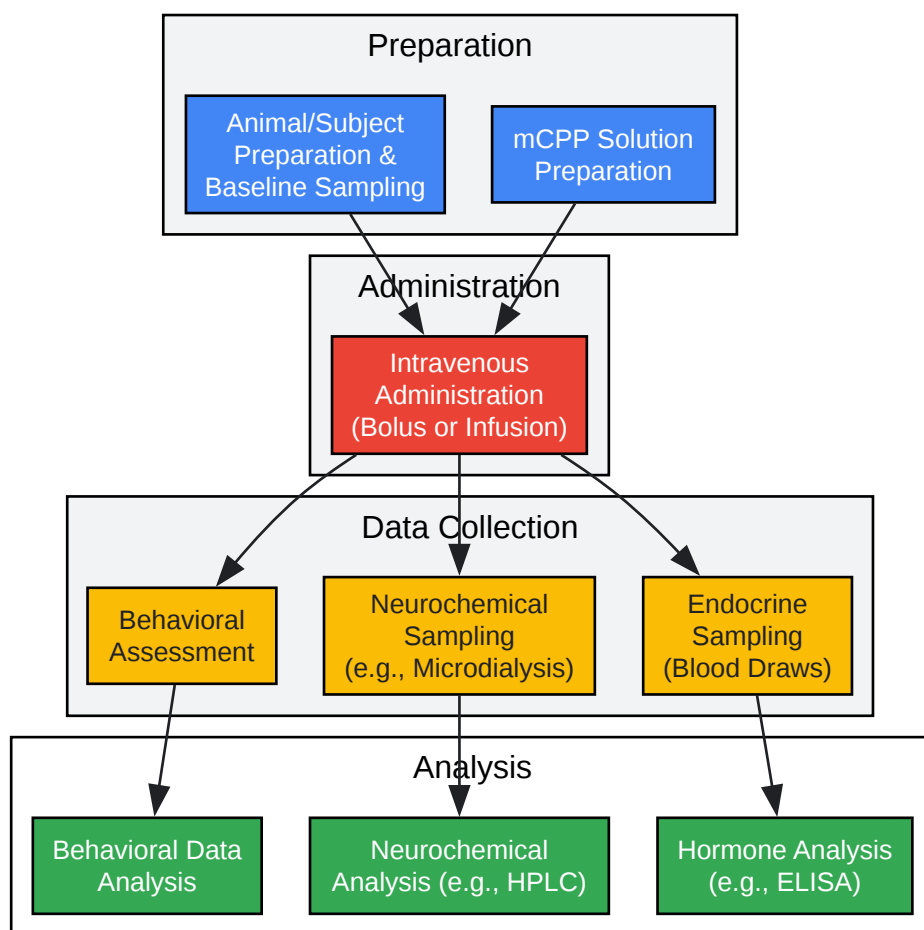 Preparation
Animal/Subject
Preparation &
Baseline Sampling
mCPP Solution
Preparation
Administration
Intravenous
Administration
(Bolus or Infusion)
Data Collection
Behavioral
Assessment
Neurochemical
Sampling
(e.g., Microdialysis)
Endocrine
Sampling
(Blood Draws)
Analysis
Behavioral Data
Analysis
Neurochemical
Analysis (e.g., HPLC)
Hormone Analysis
(e.g., ELISA)